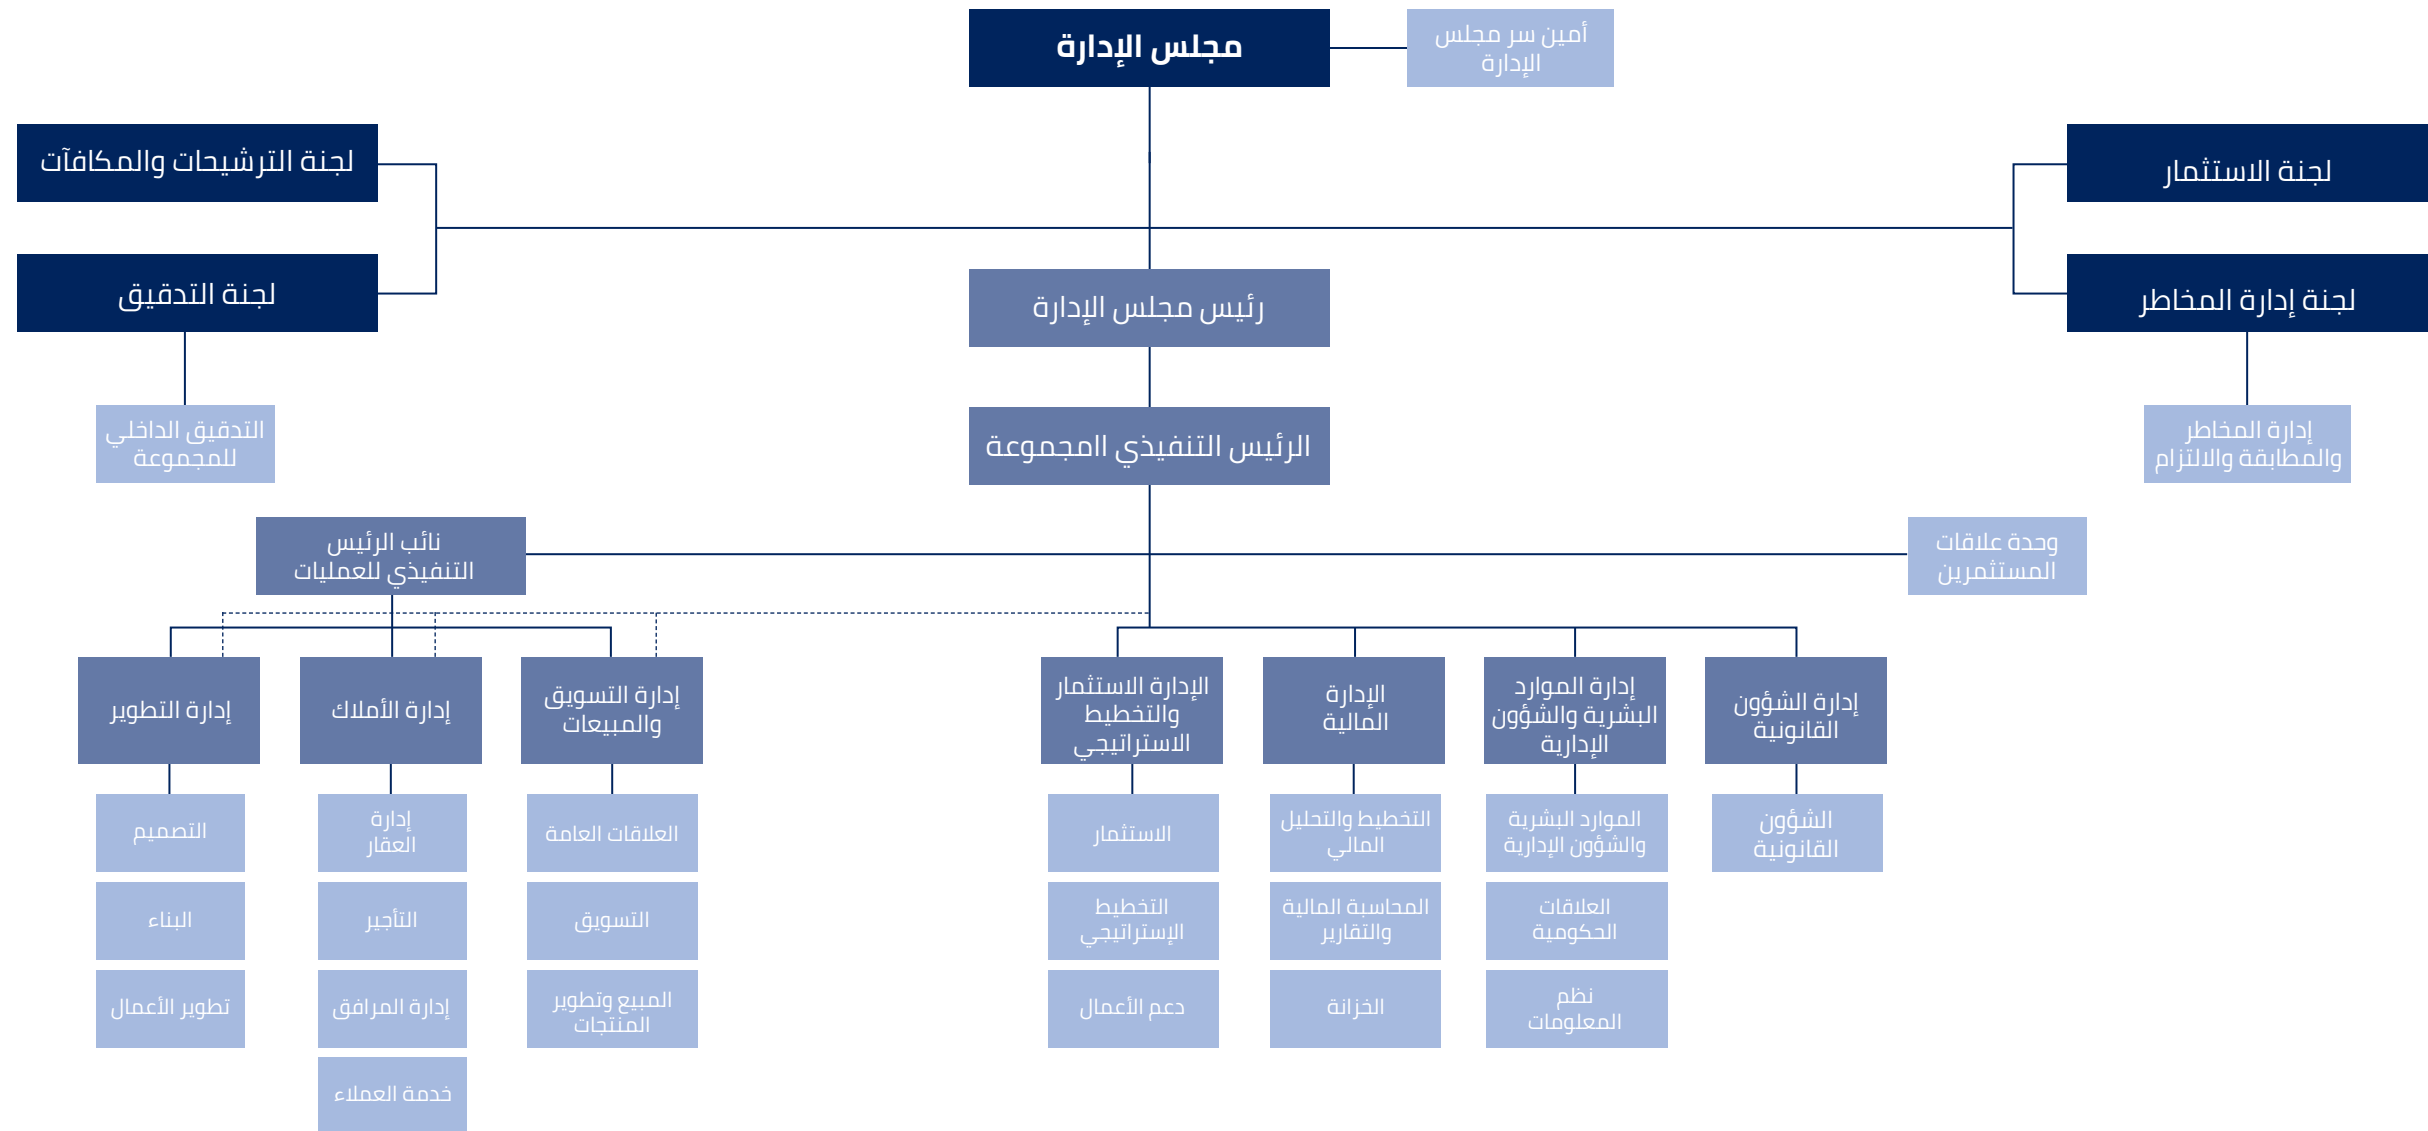 مجلس الإدارة
أمين سر مجلس
الإدارة
لجنة الاستثمار
لجنة الترشيحات والمكافآت
لجنة إدارة المخاطر
لجنة التدقيق
رئيس مجلس الإدارة
إدارة المخاطر
والمطابقة والالتزام
الرئيس التنفيذي اامجموعة
التدقيق الداخلي
للمجموعة
وحدة علاقات
المستثمرين
نائب الرئيس
التنفيذي للعمليات
إدارة الشؤون
القانونية
إدارة الموارد
البشرية والشؤون
الإدارية
الإدارة
المالية
الإدارة الاستثمار
والتخطيط
الاستراتيجي
إدارة التسويق
والمبيعات
إدارة الأملاك
إدارة التطوير
الشؤون
القانونية
الموارد البشرية
والشؤون الإدارية
التخطيط والتحليل
المالي
الاستثمار
العلاقات العامة
إدارة
العقار
التصميم
العلاقات
الحكومية
المحاسبة المالية
والتقارير
التخطيط
الإستراتيجي
التسويق
التأجير
البناء
نظم
المعلومات
الخزانة
دعم الأعمال
المبيع وتطوير
المنتجات
إدارة المرافق
تطوير الأعمال
خدمة العملاء